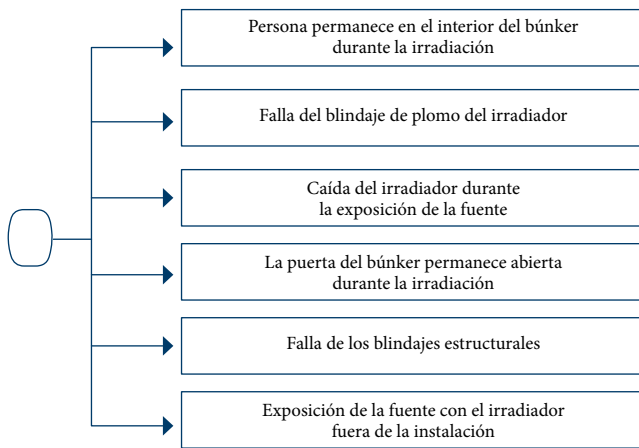 Persona permanece en el interior del búnker
durante la irradiación
Falla del blindaje de plomo del irradiador
Caída del irradiador durante
la exposición de la fuente
La puerta del búnker permanece abierta
durante la irradiación
Falla de los blindajes estructurales
Exposición de la fuente con el irradiador
fuera de la instalación